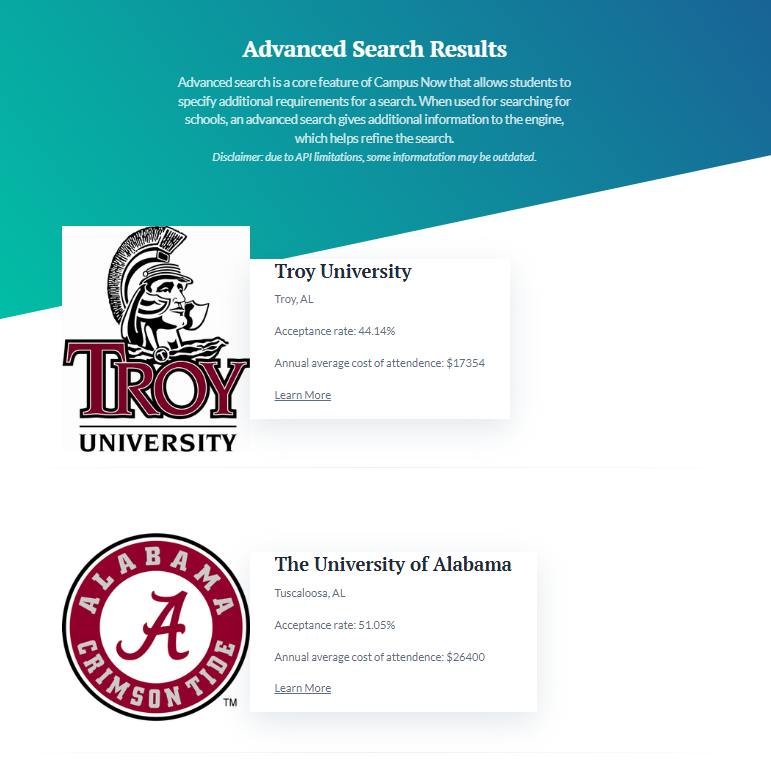 Advanced Search Results
Advanced search is a core feature of Campus Now that allows students to
specify additional requirements for a search. When used for searching for
schools, an advanced search gives additional information to the engine,
which helps refine the search.
Disclaimer: due to API limitations, some informatation may be outdated.
TROY
UNIVERSITY
Troy University
Troy, AL
Acceptance rate: 44.14%
Annual average cost of attendence: $17354
Learn More
ALABAMA
A
CRIMSON TIDE
TM
The University of Alabama
Tuscaloosa, AL
Acceptance rate: 51.05%
Annual average cost of attendence: $26400
Learn More